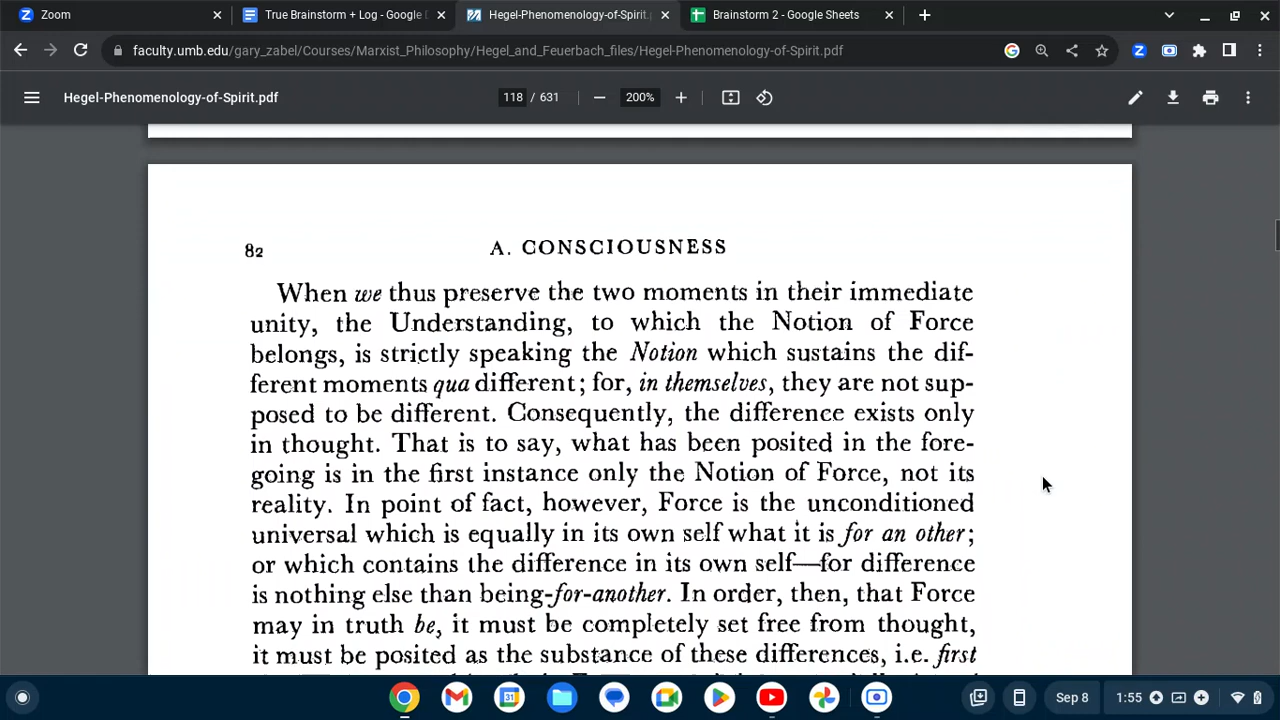 Zoom
True Brainstorm + Log - Google D
Hegel-Phenomenology-of-Spirit.p
Brainstorm 2 - Google Sheets
faculty.umb.edu/gary_zabel/Courses/Marxist_Philosophy/Hegel_and_Feuerbach_files/Hegel-Phenomenology-of-Spirit.pdf
Hegel-Phenomenology-of-Spirit.pdf
118 / 631
200%
82
A. CONSCIOUSNESS
When we thus preserve the two moments in their immediate
unity, the Understanding, to which the Notion of Force
belongs, is strictly speaking the Notion which sustains the dif-
ferent moments qua different; for, in themselves, they are not sup-
posed to be different. Consequently, the difference exists only
in thought. That is to say, what has been posited in the fore-
going is in the first instance only the Notion of Force, not its
reality. In point of fact, however, Force is the unconditioned
universal which is equally in its own self what it is for an other;
or which contains the difference in its own self—for difference
is nothing else than being-for-another. In order, then, that Force
may in truth be, it must be completely set free from thought,
it must be posited as the substance of these differences, i.e. first
31
Sep 8
1:55